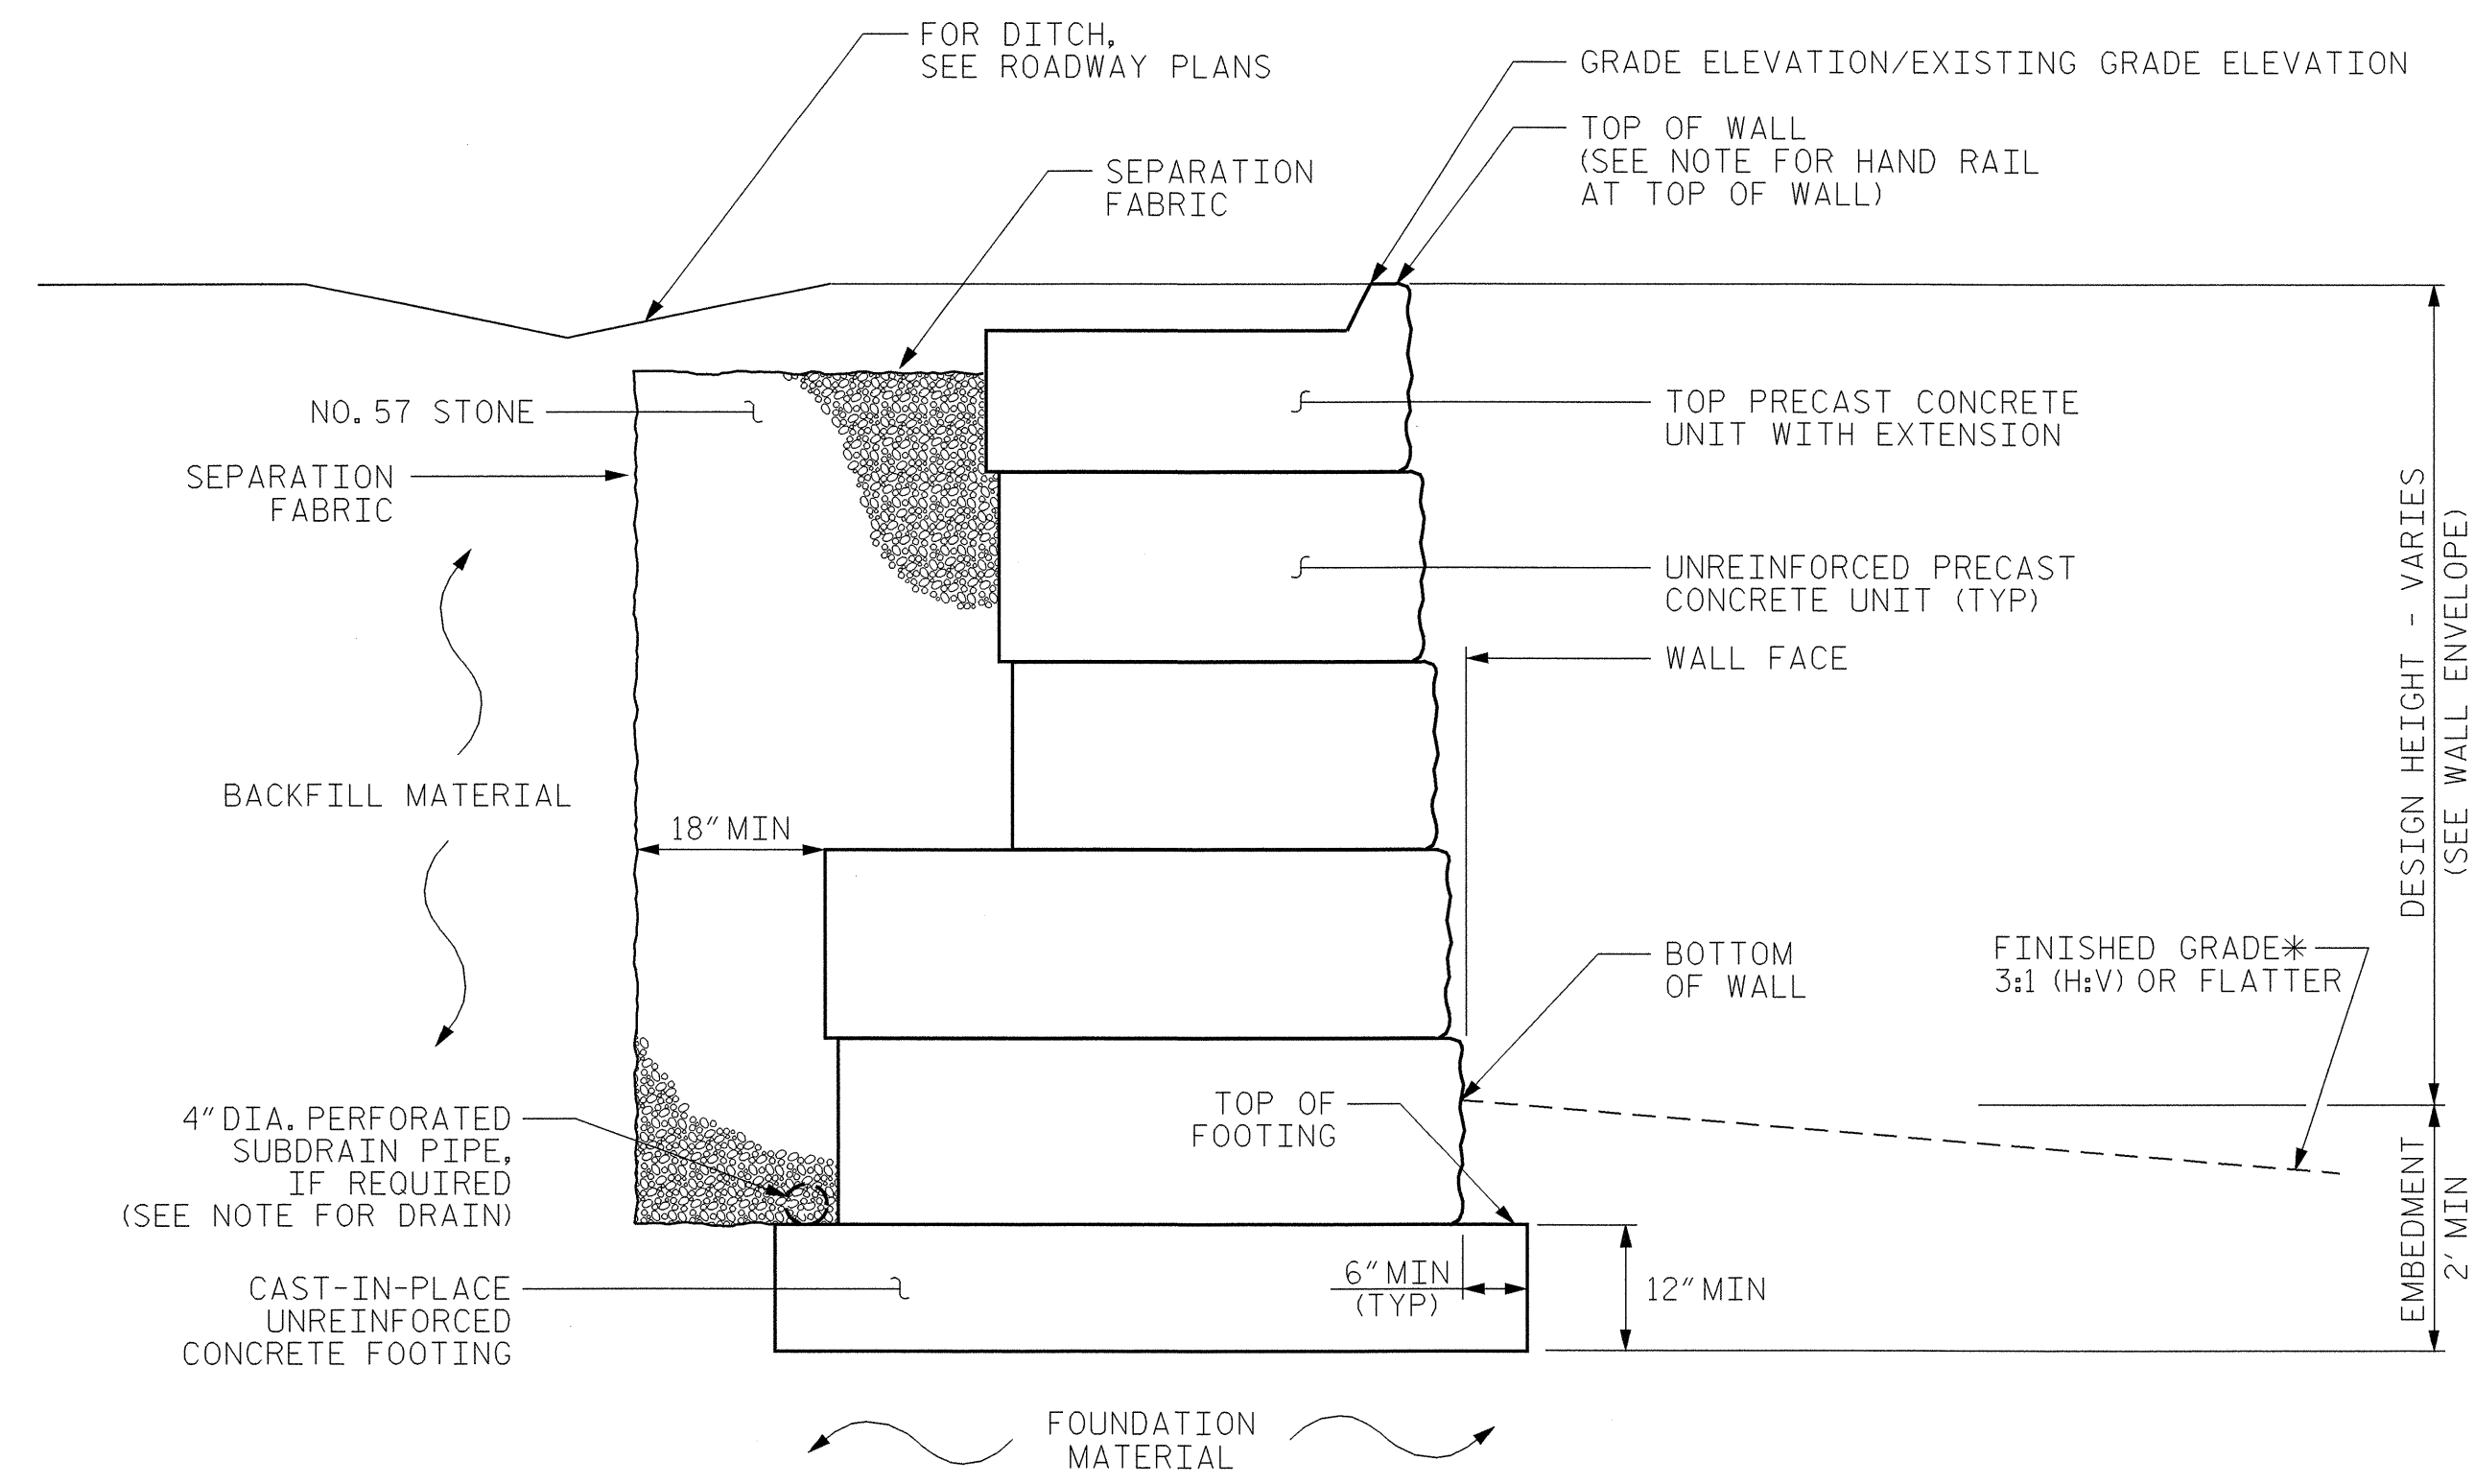 FOR DITCH,
SEE ROADWAY PLANS
GRADE ELEVATION/EXISTING GRADE ELEVATION
TOP OF WALL
(SEE NOTE FOR HAND RAIL
AT TOP OF WALL)
SEPARATION
FABRIC
NO. 57 STONE
SEPARATION
FABRIC
TOP PRECAST CONCRETE
UNIT WITH EXTENSION
UNREINFORCED PRECAST
CONCRETE UNIT (TYP)
WALL FACE
DESIGN HEIGHT - VARIES
(SEE WALL ENVELOPE)
BACKFILL MATERIAL
18" MIN
BOTTOM
OF WALL
FINISHED GRADE*
3:1 (H:V) OR FLATTER
TOP OF
FOOTING
4" DIA. PERFORATED
SUBDRAIN PIPE,
IF REQUIRED
(SEE NOTE FOR DRAIN)
EMBEDMENT
2' MIN
CAST-IN-PLACE
UNREINFORCED
CONCRETE FOOTING
6" MIN
(TYP)
12" MIN
FOUNDATION
MATERIAL